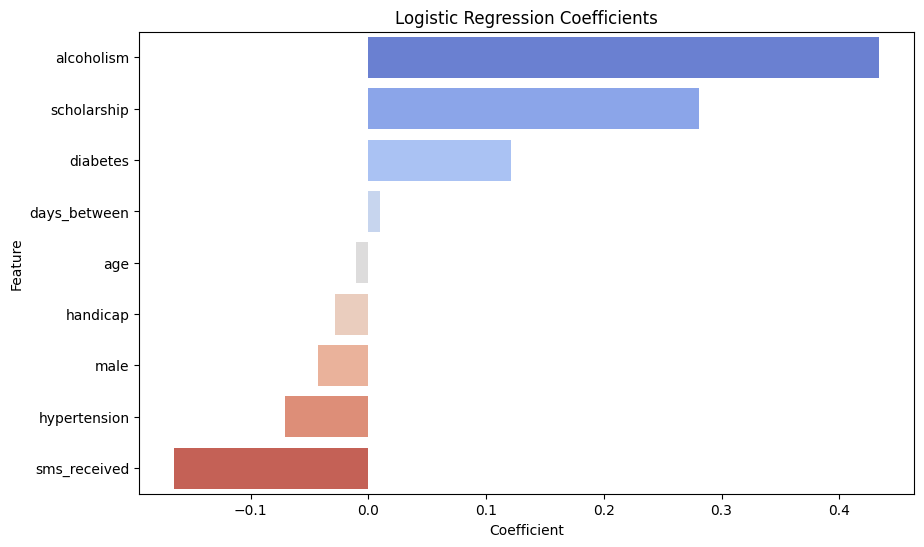 Logistic Regression Coefficients
Feature
alcoholism
scholarship
diabetes
days_between
age
handicap
male
hypertension
sms_received
−0.1 0.0 0.1 0.2 0.3 0.4
Coefficient